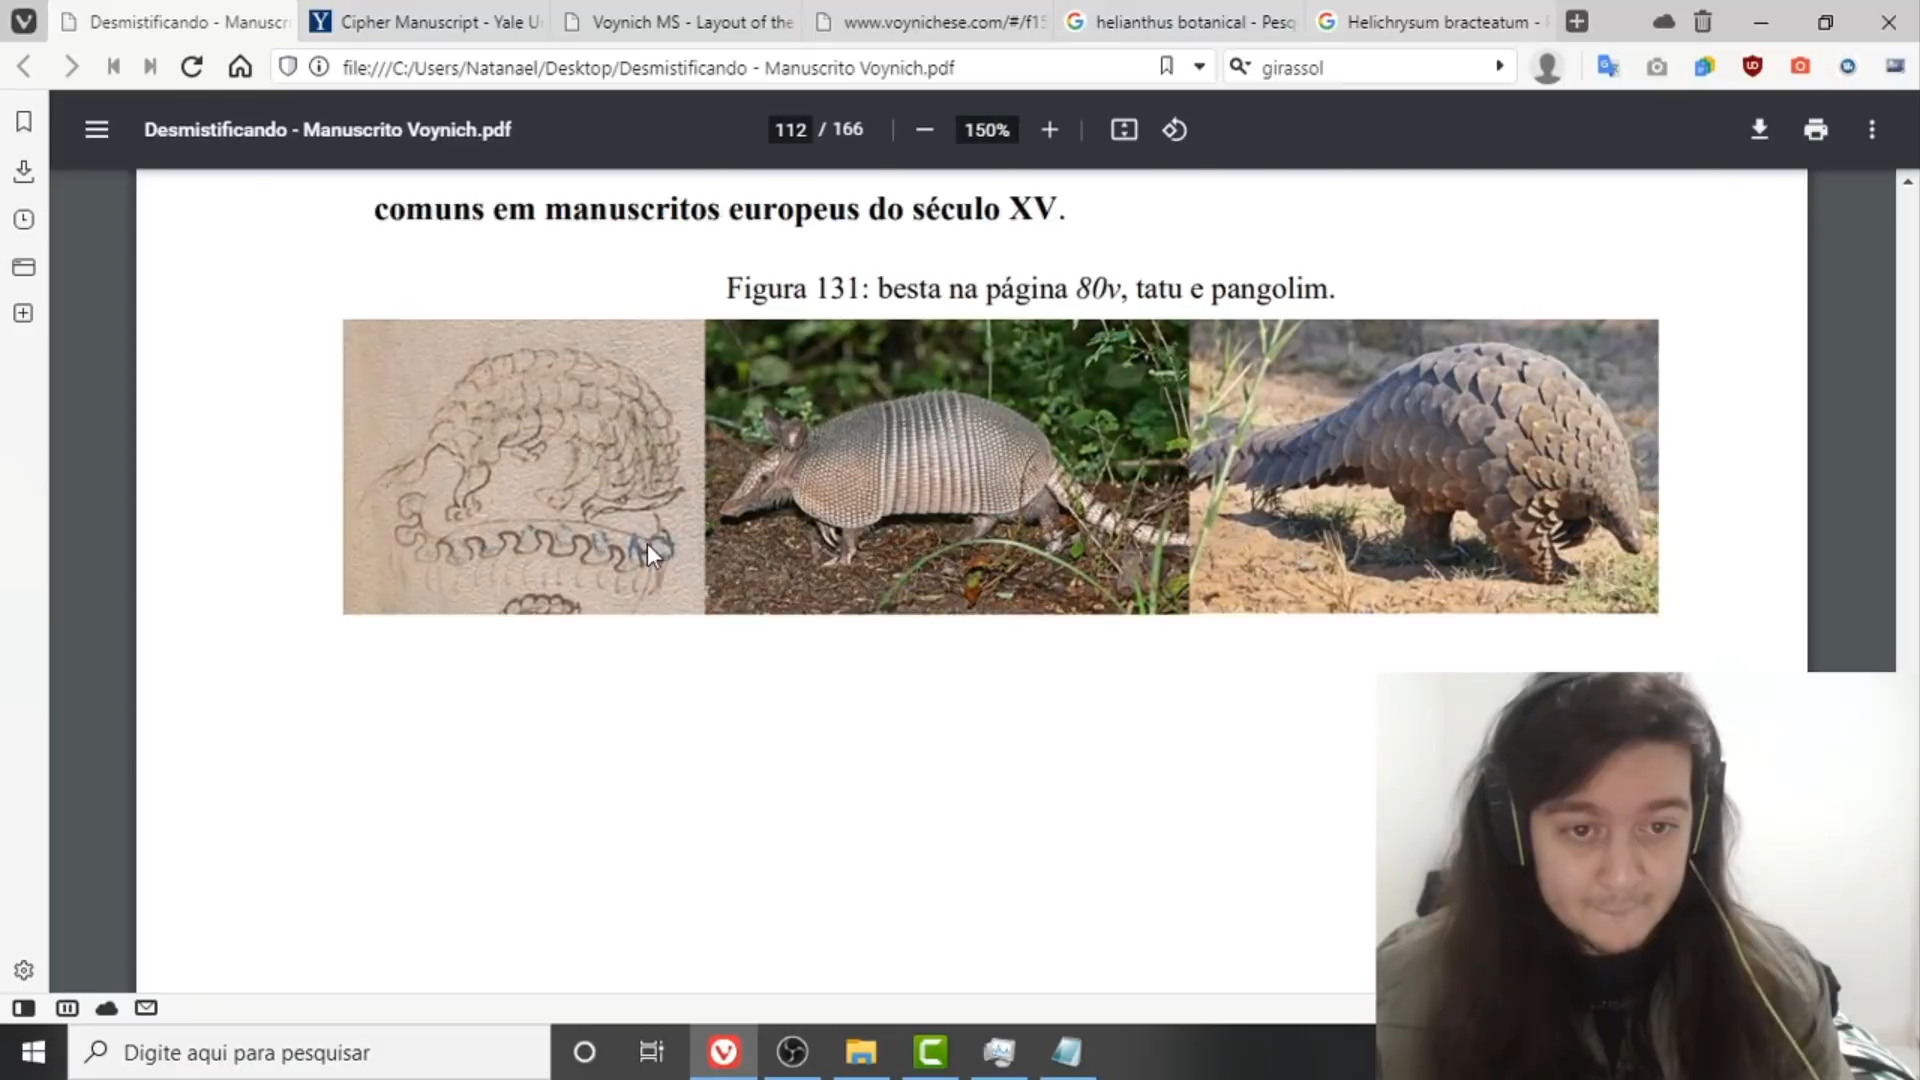 Desmistificando - Manuscri
Cipher Manuscript - Yale U
Voynich MS - Layout of the
www.voynichese.com/#/f15
helianthus botanical - Pesq
Helichrysum bracteatum -
file:///C:/Users/Natanael/Desktop/Desmistificando - Manuscrito Voynich.pdf
girassol
Desmistificando - Manuscrito Voynich.pdf
112 / 166
150%
comuns em manuscritos europeus do século XV.
Figura 131: besta na página 80v, tatu e pangolim.
Digite aqui para pesquisar